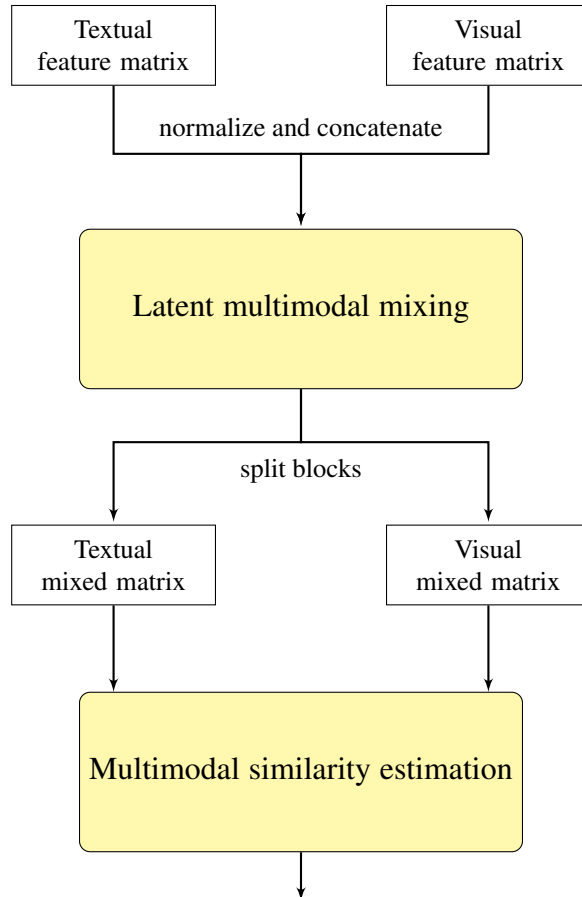 Textual
feature matrix
Visual
feature matrix
normalize and concatenate
Latent multimodal mixing
split blocks
Textual
mixed matrix
Visual
mixed matrix
Multimodal similarity estimation